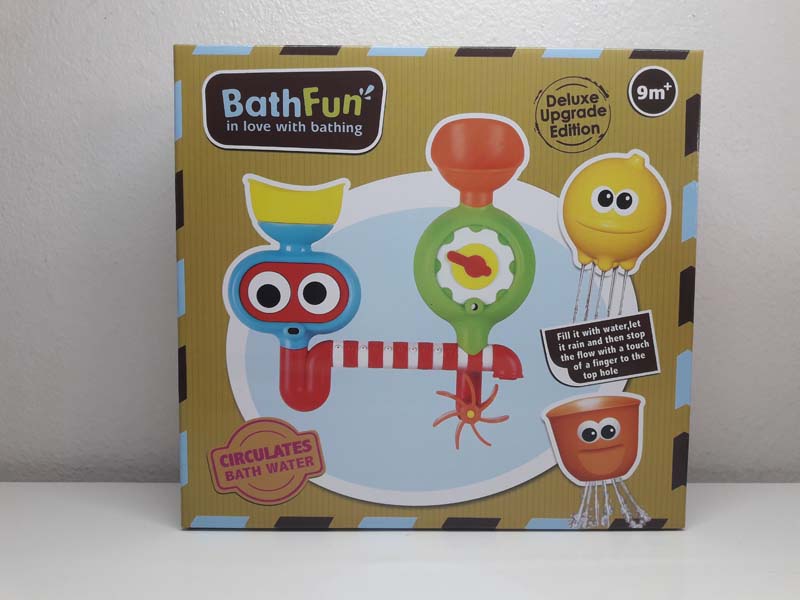 BathFun
in love with bathing
Deluxe
Upgrade
Edition
9m+
Fill it with water,let
it rain and then stop
the flow with a touch
of a finger to the
top hole
CIRCULATES
BATH WATER